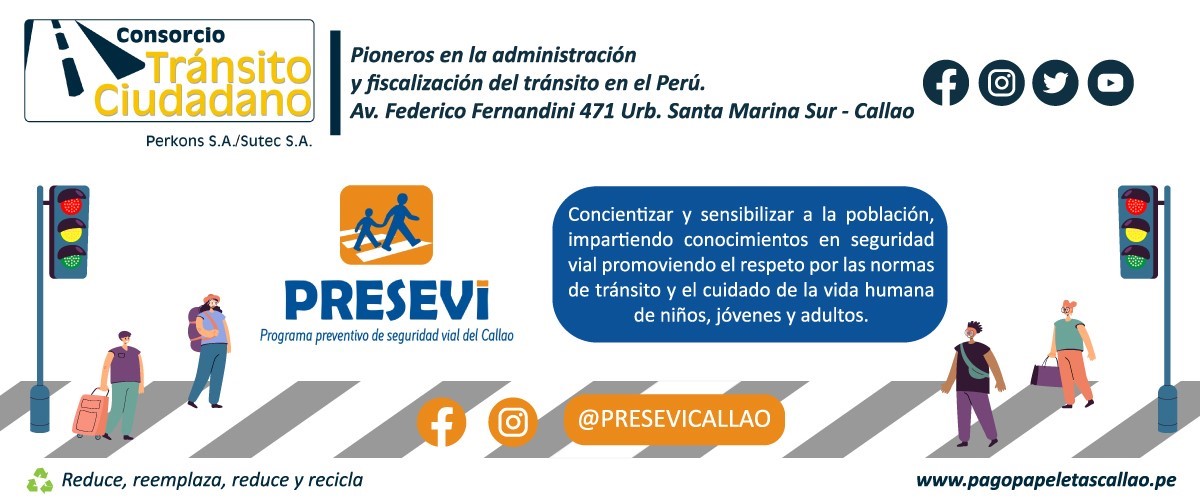 Consorcio
Tránsito
Ciudadano
Perkons S.A./Sutec S.A.
Pioneros en la administración
y fiscalización del tránsito en el Perú.
Av. Federico Fernandini 471 Urb. Santa Marina Sur - Callao
PRESEVi
Programa preventivo de seguridad vial del Callao
Concientizar y sensibilizar a la población,
impartiendo conocimientos en seguridad
vial promoviendo el respeto por las normas
de tránsito y el cuidado de la vida humana
de niños, jóvenes y adultos.
@PRESEVICALLAO
Reduce, reemplaza, reduce y recicla
www.pagopapeletascallao.pe